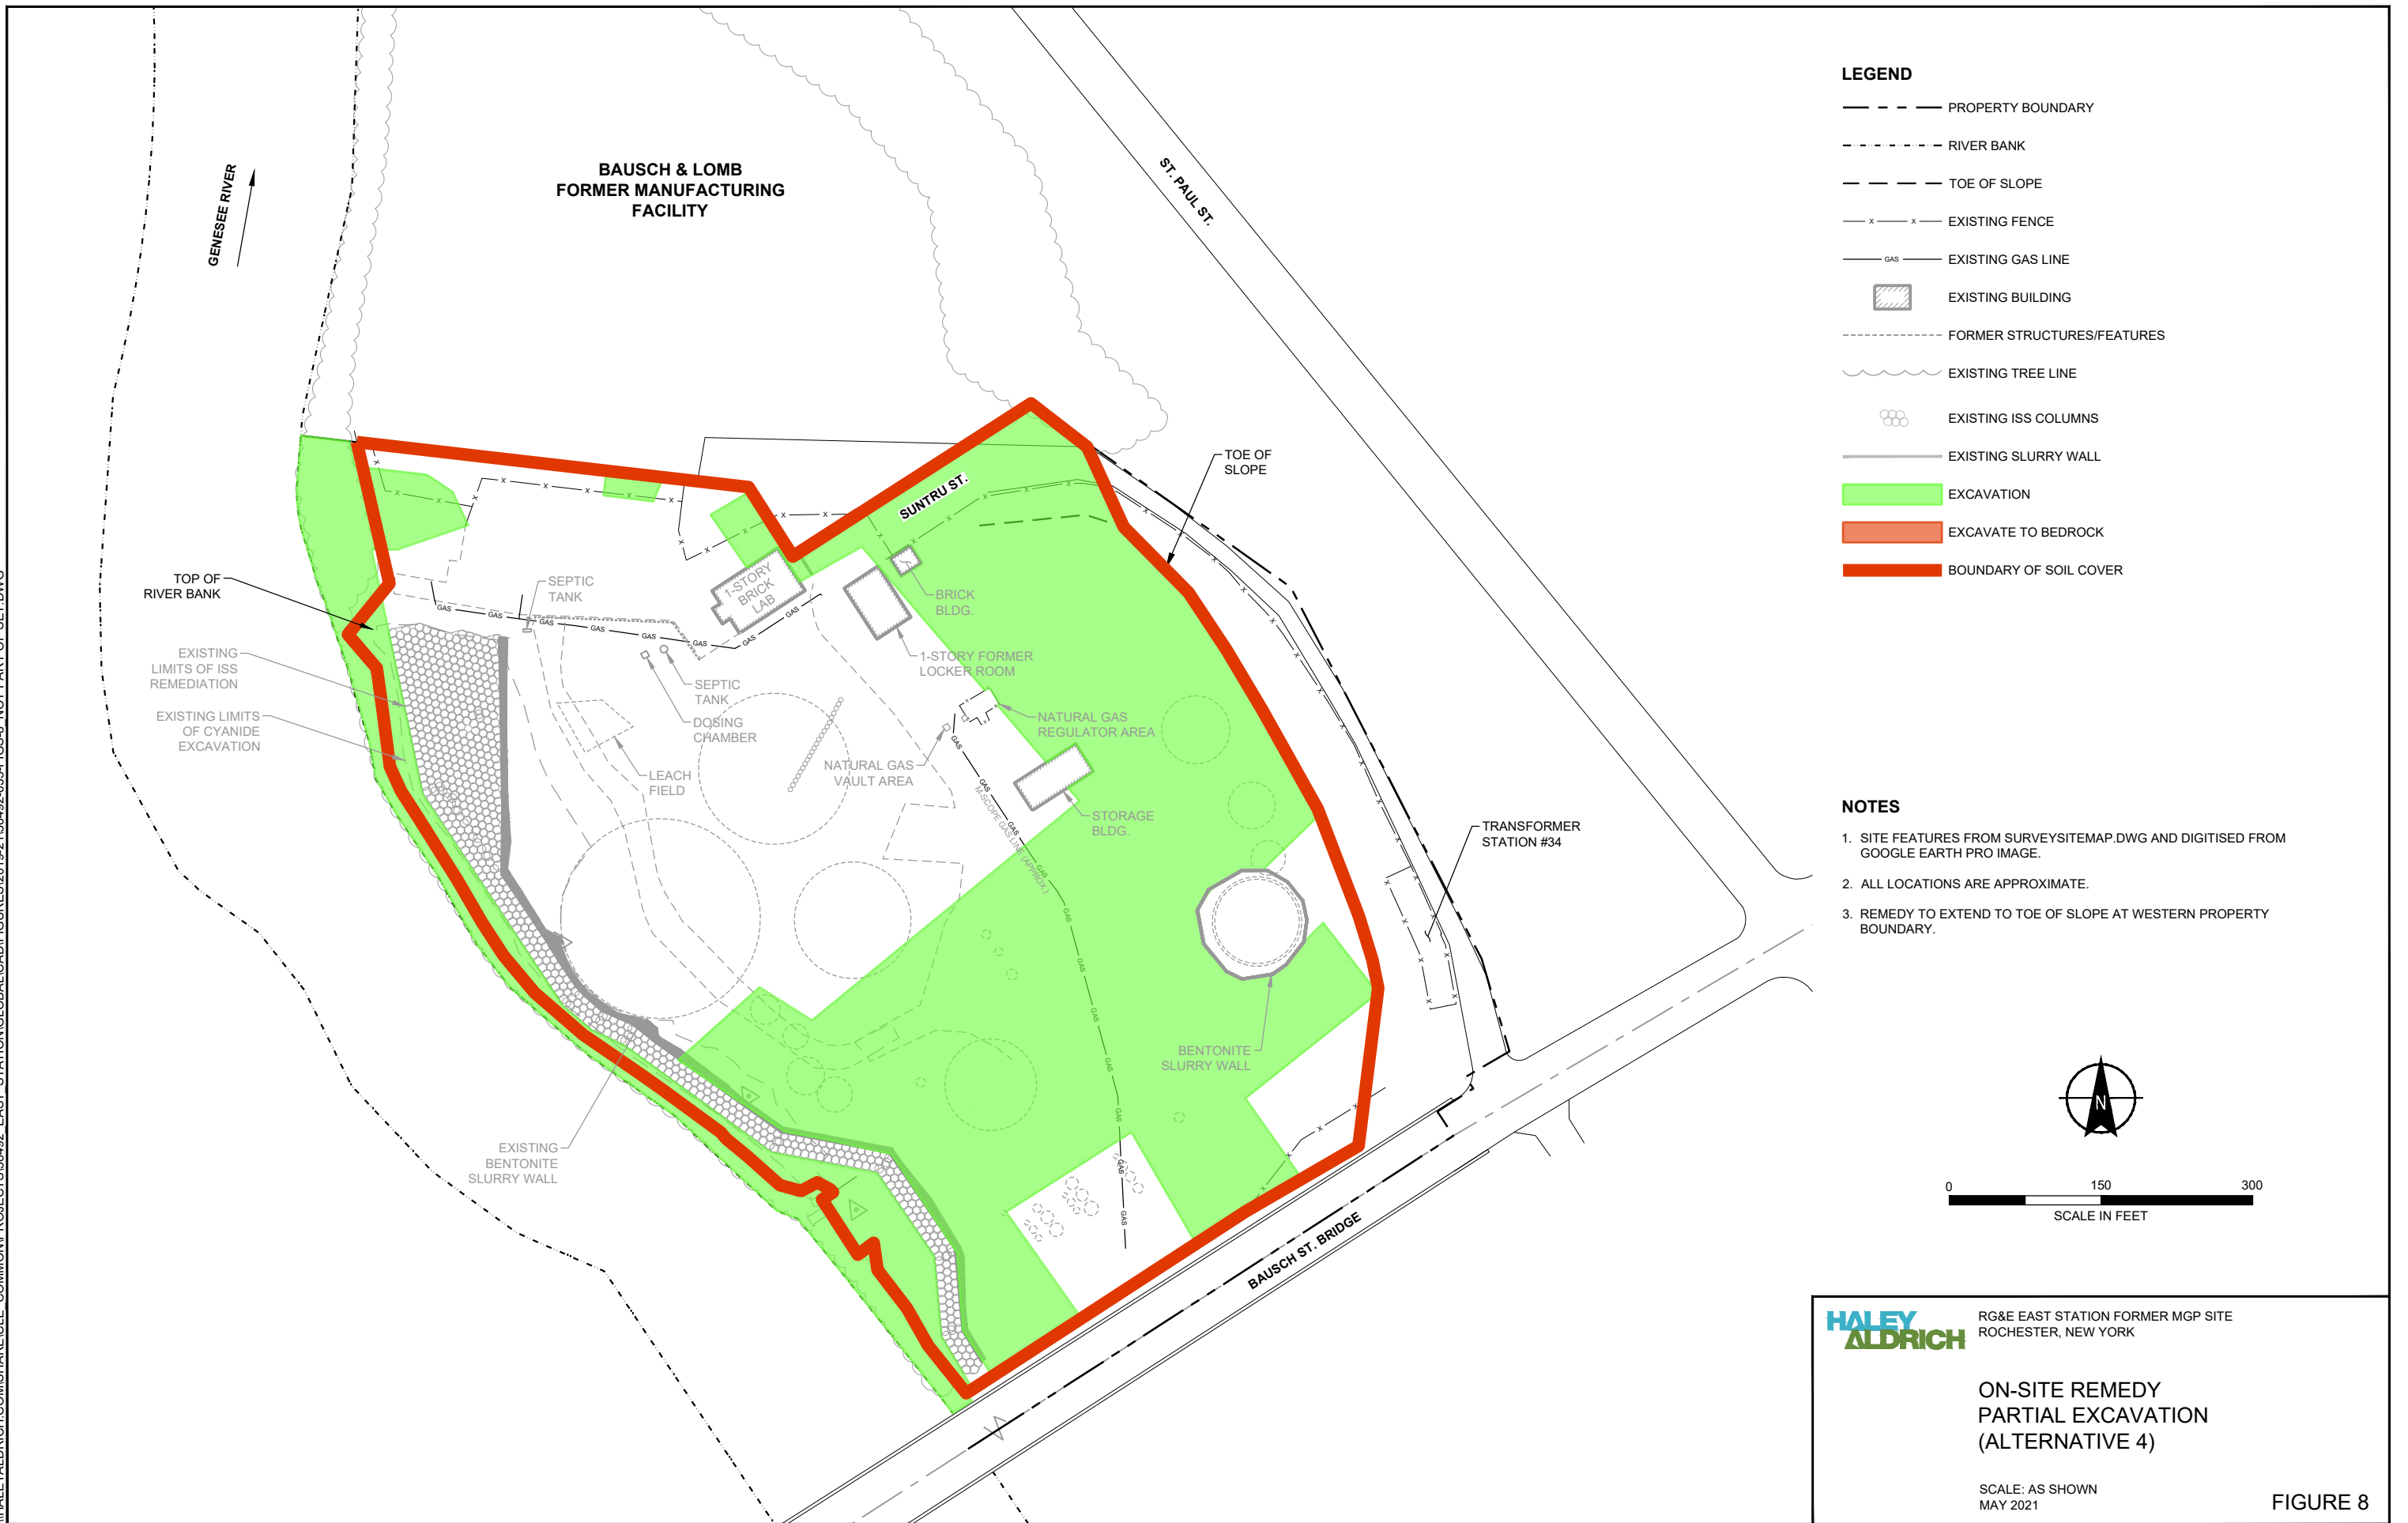 BAUSCH & LOMB
FORMER MANUFACTURING
FACILITY
GENESEE RIVER
ST. PAUL ST.
SUNTRU ST.
TOE OF
SLOPE
TOP OF
RIVER BANK
EXISTING
LIMITS OF ISS
REMEDIATION
EXISTING LIMITS
OF CYANIDE
EXCAVATION
SEPTIC
TANK
1-STORY
BRICK
LAB
BRICK
BLDG.
1-STORY FORMER
LOCKER ROOM
SEPTIC
TANK
DOSING
CHAMBER
NATURAL GAS
REGULATOR AREA
NATURAL GAS
VAULT AREA
LEACH
FIELD
M-SCOPE GAS LINE (APPROX.)
GAS
STORAGE
BLDG.
TRANSFORMER
STATION #34
BENTONITE
SLURRY WALL
EXISTING
BENTONITE
SLURRY WALL
BAUSCH ST. BRIDGE
LEGEND
PROPERTY BOUNDARY
RIVER BANK
TOE OF SLOPE
X X EXISTING FENCE
GAS EXISTING GAS LINE
EXISTING BUILDING
FORMER STRUCTURES/FEATURES
EXISTING TREE LINE
EXISTING ISS COLUMNS
EXISTING SLURRY WALL
EXCAVATION
EXCAVATE TO BEDROCK
BOUNDARY OF SOIL COVER
NOTES
1. SITE FEATURES FROM SURVEYSITEMAP.DWG AND DIGITISED FROM
GOOGLE EARTH PRO IMAGE.
2. ALL LOCATIONS ARE APPROXIMATE.
3. REMEDY TO EXTEND TO TOE OF SLOPE AT WESTERN PROPERTY
BOUNDARY.
N
0 150 300
SCALE IN FEET
HALEY
ALDRICH
RG&E EAST STATION FORMER MGP SITE
ROCHESTER, NEW YORK
ON-SITE REMEDY
PARTIAL EXCAVATION
(ALTERNATIVE 4)
SCALE: AS SHOWN
MAY 2021
FIGURE 8